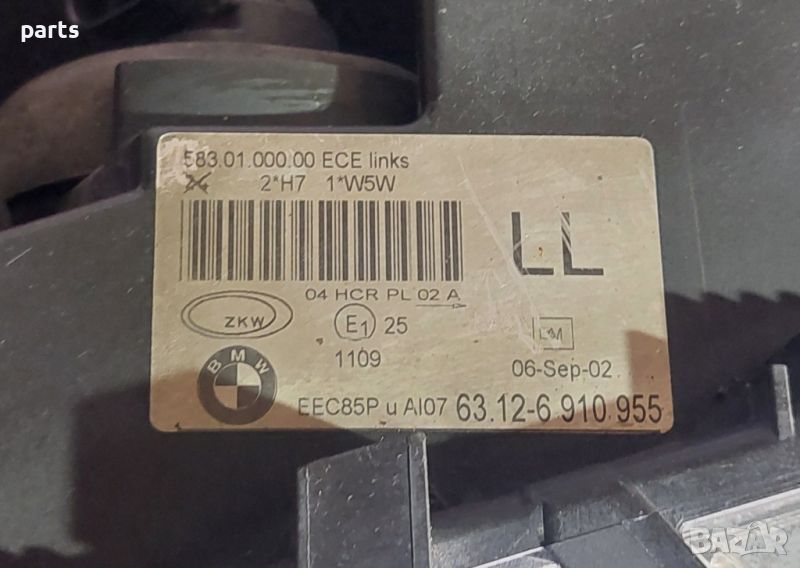 parts
583.01.000.00 ECE links
2*H7 1*W5W
LL
04 HCR PL 02 A
ZKW
E1 25
1109
06-Sep-02
BMW
EEC85P u AI07 63.12-6 910 955
BAZAR